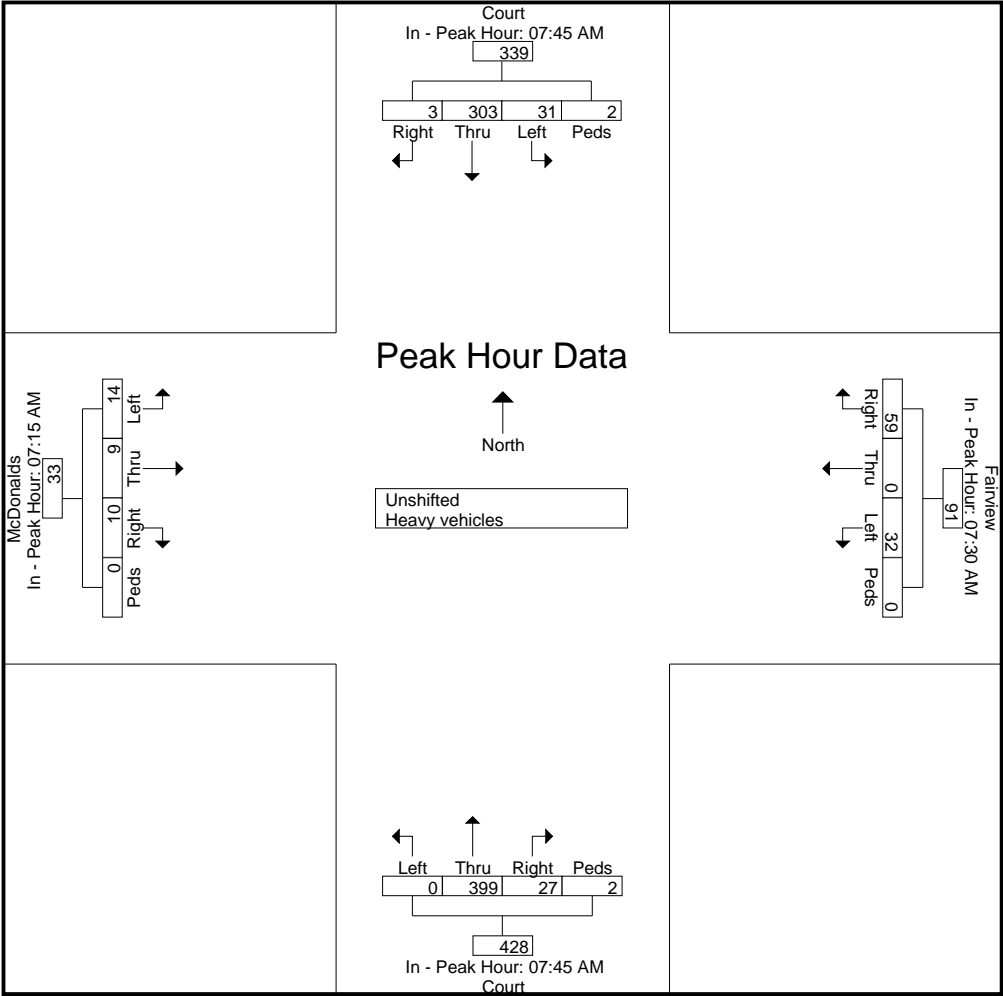 Court
In - Peak Hour: 07:45 AM
339
3 303 31 2
Right Thru Left Peds
Peak Hour Data
North
Unshifted
Heavy vehicles
McDonalds
In - Peak Hour: 07:15 AM
33
14 9 10 0
Left Thru Right Peds
Fairview
In - Peak Hour: 07:30 AM
91
59 0 32 0
Right Thru Left Peds
Left Thru Right Peds
0 399 27 2
428
In - Peak Hour: 07:45 AM
Court